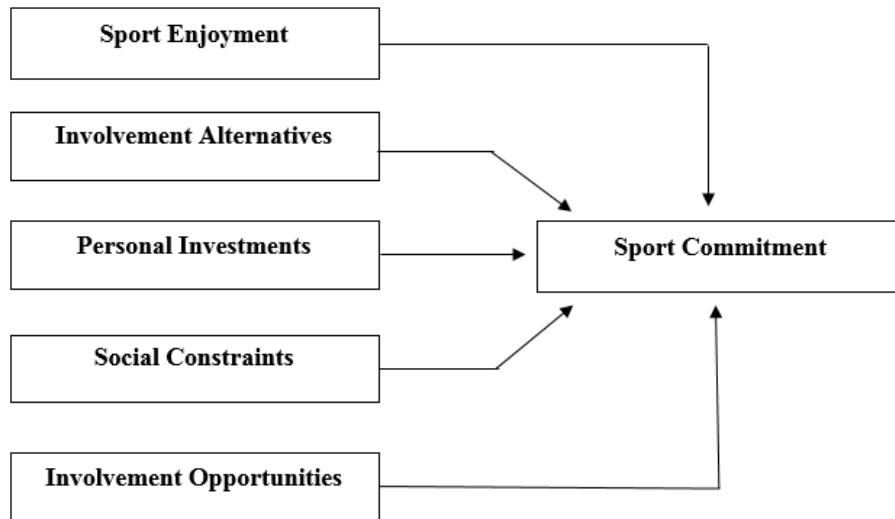 Sport Enjoyment
Involvement Alternatives
Personal Investments
Sport Commitment
Social Constraints
Involvement Opportunities